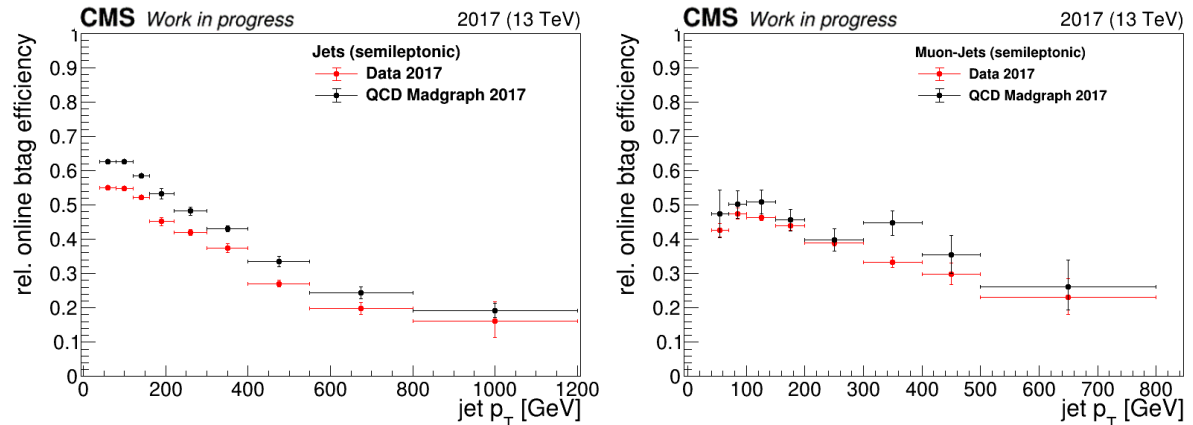 CMS Work in progress 2017 (13 TeV)
rel. online btag efficiency
1
0.9
0.8
0.7
0.6
0.5
0.4
0.3
0.2
0.1
0
Jets (semileptonic)
Data 2017
QCD Madgraph 2017
0 200 400 600 800 1000 1200
jet pT [GeV]
CMS Work in progress 2017 (13 TeV)
rel. online btag efficiency
1
0.9
0.8
0.7
0.6
0.5
0.4
0.3
0.2
0.1
0
Muon-Jets (semileptonic)
Data 2017
QCD Madgraph 2017
0 100 200 300 400 500 600 700 800
jet pT [GeV]